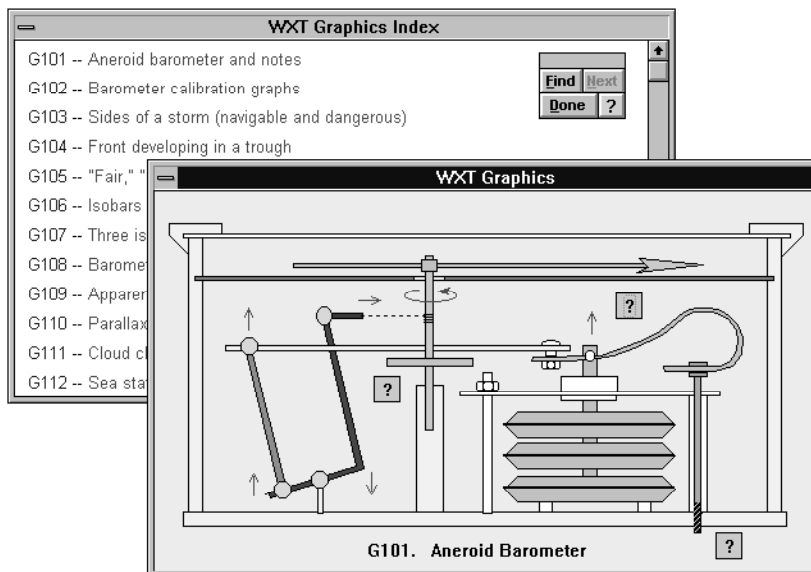 WXT Graphics Index
G101 -- Aneroid barometer and notes
G102 -- Barometer calibration graphs
G103 -- Sides of a storm (navigable and dangerous)
G104 -- Front developing in a trough
G105 -- "Fair," "
G106 -- Isobars
G107 -- Three is
G108 -- Baromet
G109 -- Apparen
G110 -- Parallax
G111 -- Cloud cl
G112 -- Sea stat
Find Next
Done ?
WXT Graphics
?
?
?
G101. Aneroid Barometer